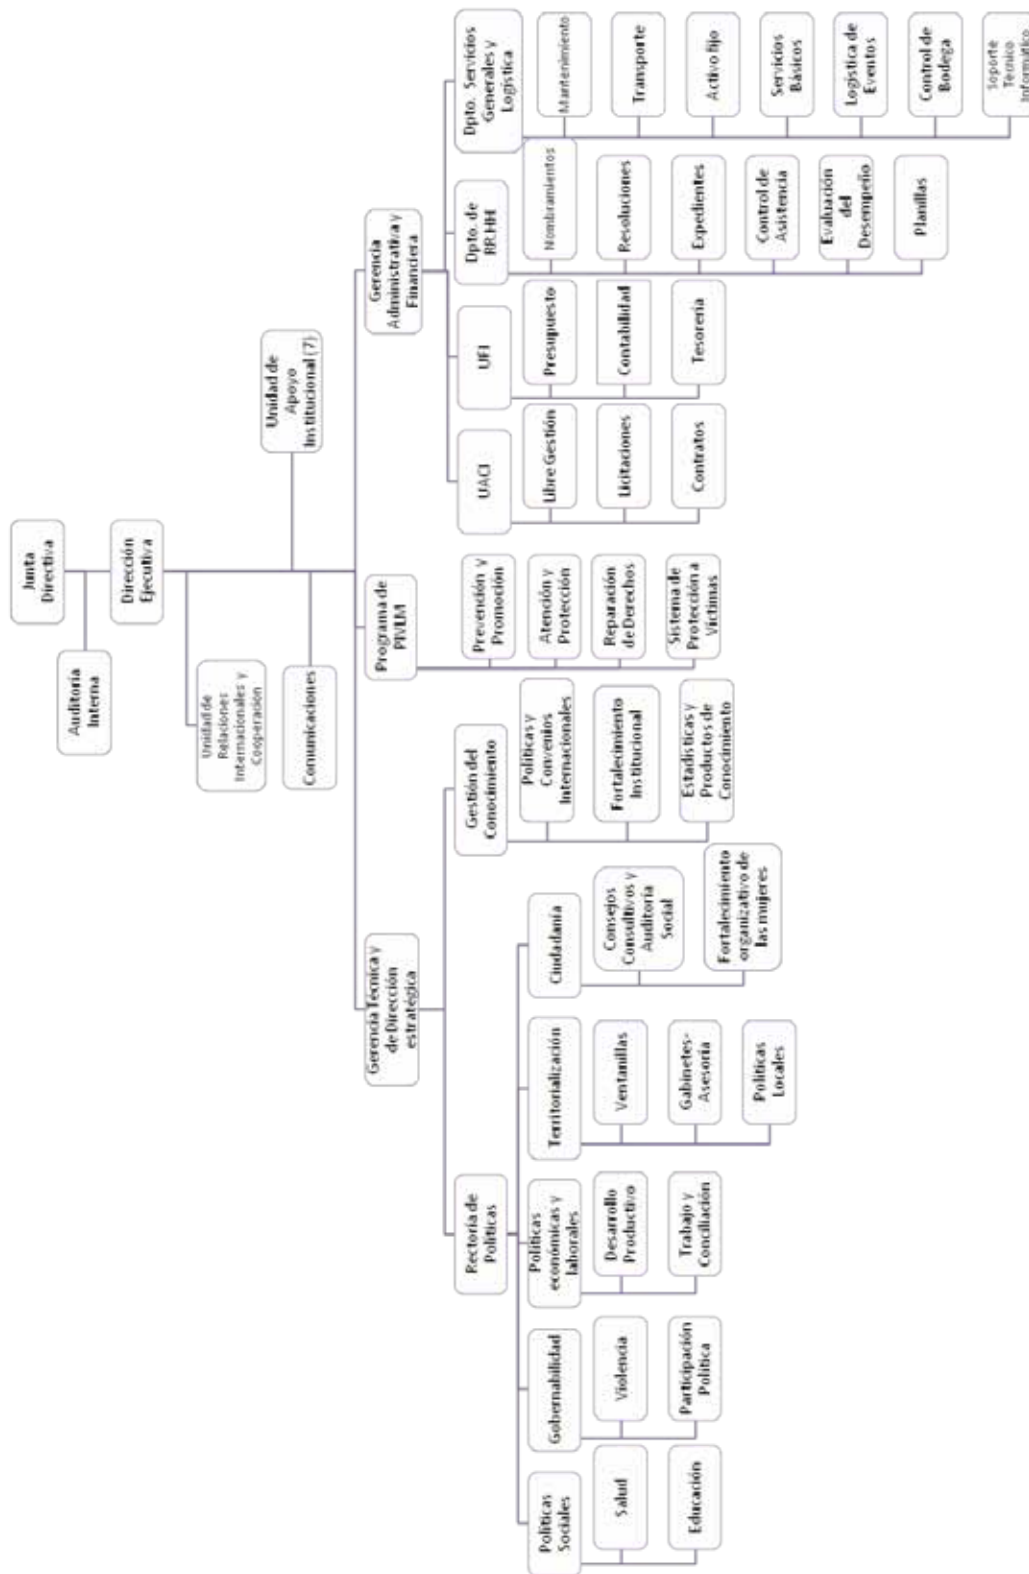 Junta
Directiva
Auditoría
Interna
Dirección
Ejecutiva
Unidad de
Relaciones
Internacionales y
Cooperación
Unidad de
Apoyo
Institucional (7)
Comunicaciones
Gerencia Técnica y
de Dirección
estratégica
Programa de
PIVLM
Gerencia
Administrativa y
Financiera
Rectoría de
Políticas
Gestión del
Conocimiento
Prevención y
Promoción
Atención y
Protección
Reparación
de Derechos
Sistema de
Protección a
Víctimas
UACI
UFI
Dpto. de
RR.HH
Dpto. Servicios
Generales y
Logística
Políticas
Sociales
Salud
Educación
Gobernabilidad
Violencia
Participación
Política
Políticas
económicas y
laborales
Desarrollo
Productivo
Trabajo y
Conciliación
Territorialización
Ventanillas
Gabinetes-
Asesoría
Políticas
Locales
Ciudadanía
Consejos
Consultivos y
Auditoría
Social
Fortalecimiento
organizativo de
las mujeres
Políticas y
Convenios
Internacionales
Fortalecimiento
Institucional
Estadísticas y
Productos de
Conocimiento
Libre Gestión
Licitaciones
Contratos
Presupuesto
Contabilidad
Tesorería
Nombramientos
Resoluciones
Expedientes
Control de
Asistencia
Evaluación
del
Desempeño
Planillas
Mantenimiento
Transporte
Activo fijo
Servicios
Básicos
Logística de
Eventos
Control de
Bodega
Soporte
Técnico
Informático